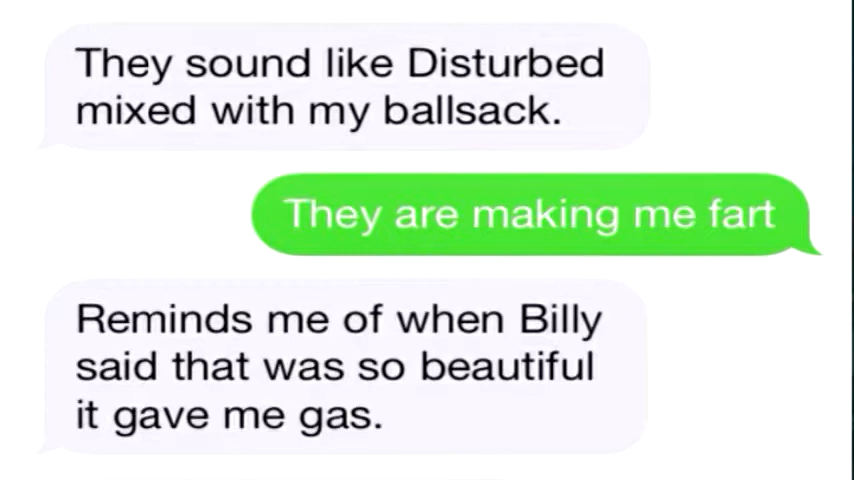 They sound like Disturbed
mixed with my ballsack.
They are making me fart
Reminds me of when Billy
said that was so beautiful
it gave me gas.